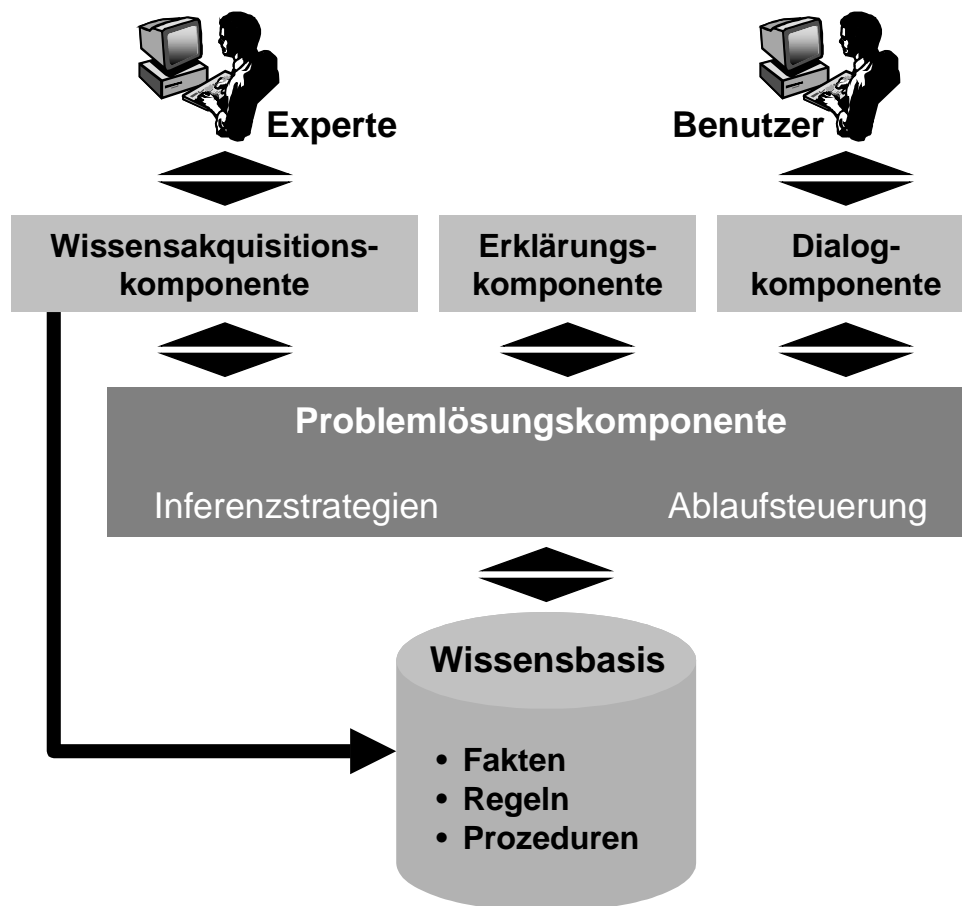 Experte
Benutzer
Wissensakquisitions-
komponente
Erklärungs-
komponente
Dialog-
komponente
Problemlösungskomponente
Inferenzstrategien
Ablaufsteuerung
Wissensbasis
• Fakten
• Regeln
• Prozeduren